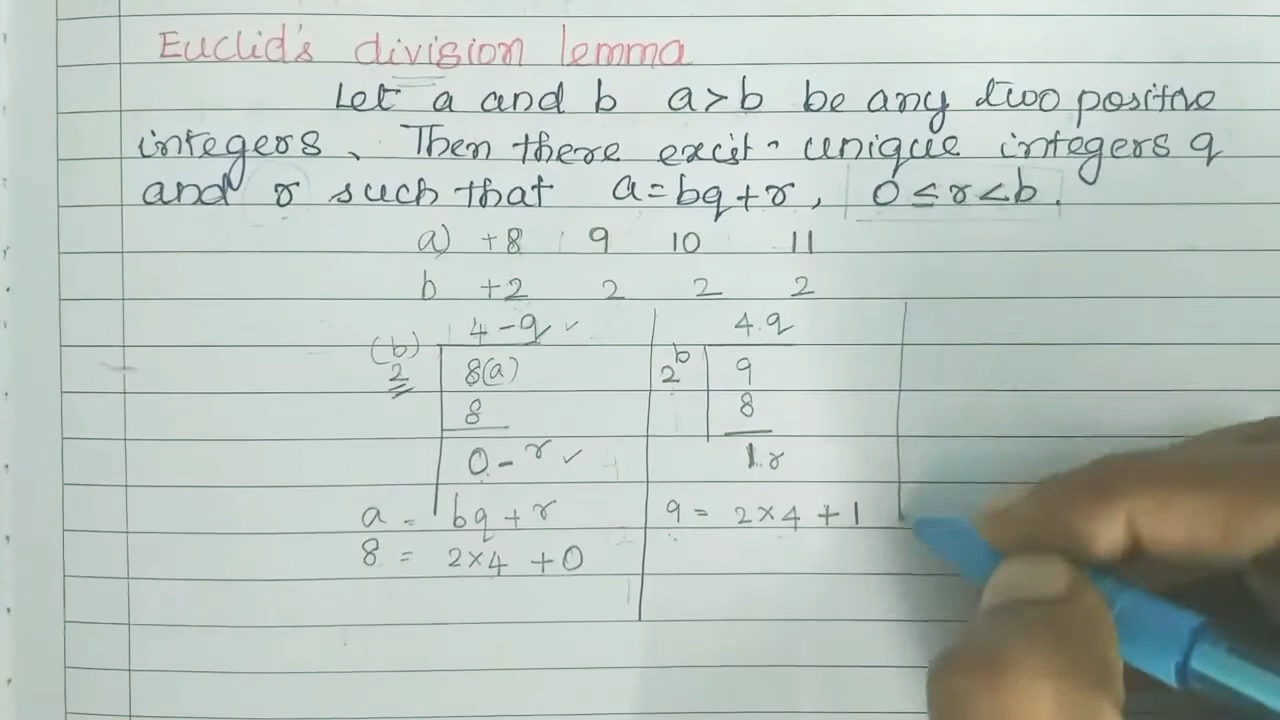 Euclid's division lemma
Let a and b a>b be any two positive
integers. Then there exist unique integers q
and r such that a=bq+r, 0≤r<b.
a) +8 9 10 11
b +2 2 2 2
4-q ✓
(b)
2
8(a)
8
0-r ✓
a = bq+r
8 = 2×4 +0
4.q
b
2
9
8
1.r
9 = 2×4 +1